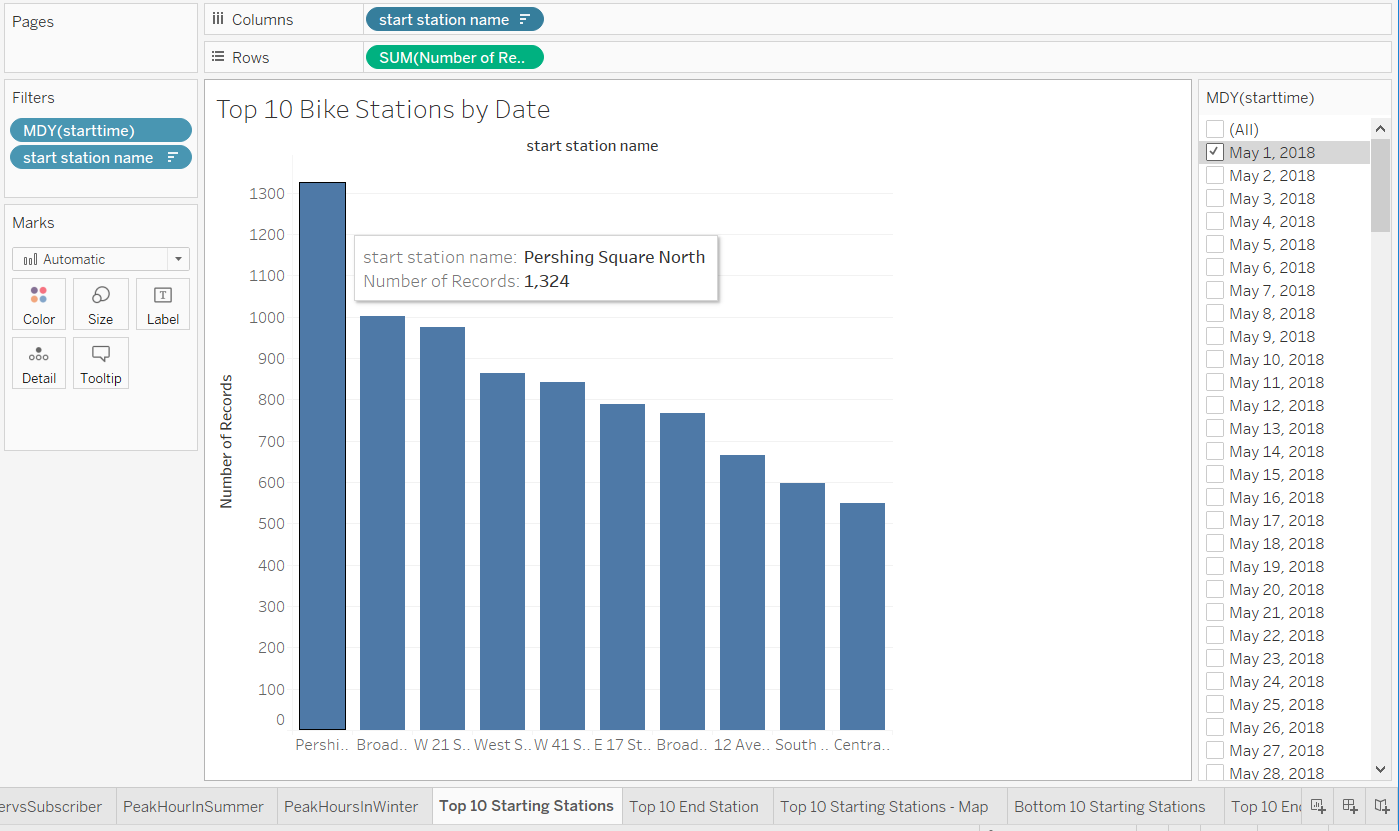 Pages
Columns
start station name
Rows
SUM(Number of Re..
Filters
MDY(starttime)
start station name
Marks
Automatic
Color
Size
Label
Detail
Tooltip
Top 10 Bike Stations by Date
start station name
Number of Records
1300
1200
1100
1000
900
800
700
600
500
400
300
200
100
0
start station name: Pershing Square North
Number of Records: 1,324
Pershi.. Broad.. W 21 S.. West S.. W 41 S.. E 17 St.. Broad.. 12 Ave.. South .. Centra..
MDY(starttime)
(All)
May 1, 2018
May 2, 2018
May 3, 2018
May 4, 2018
May 5, 2018
May 6, 2018
May 7, 2018
May 8, 2018
May 9, 2018
May 10, 2018
May 11, 2018
May 12, 2018
May 13, 2018
May 14, 2018
May 15, 2018
May 16, 2018
May 17, 2018
May 18, 2018
May 19, 2018
May 20, 2018
May 21, 2018
May 22, 2018
May 23, 2018
May 24, 2018
May 25, 2018
May 26, 2018
May 27, 2018
May 28, 2018
ervsSubscriber PeakHourInSummer PeakHoursInWinter Top 10 Starting Stations Top 10 End Station Top 10 Starting Stations - Map Bottom 10 Starting Stations Top 10 En